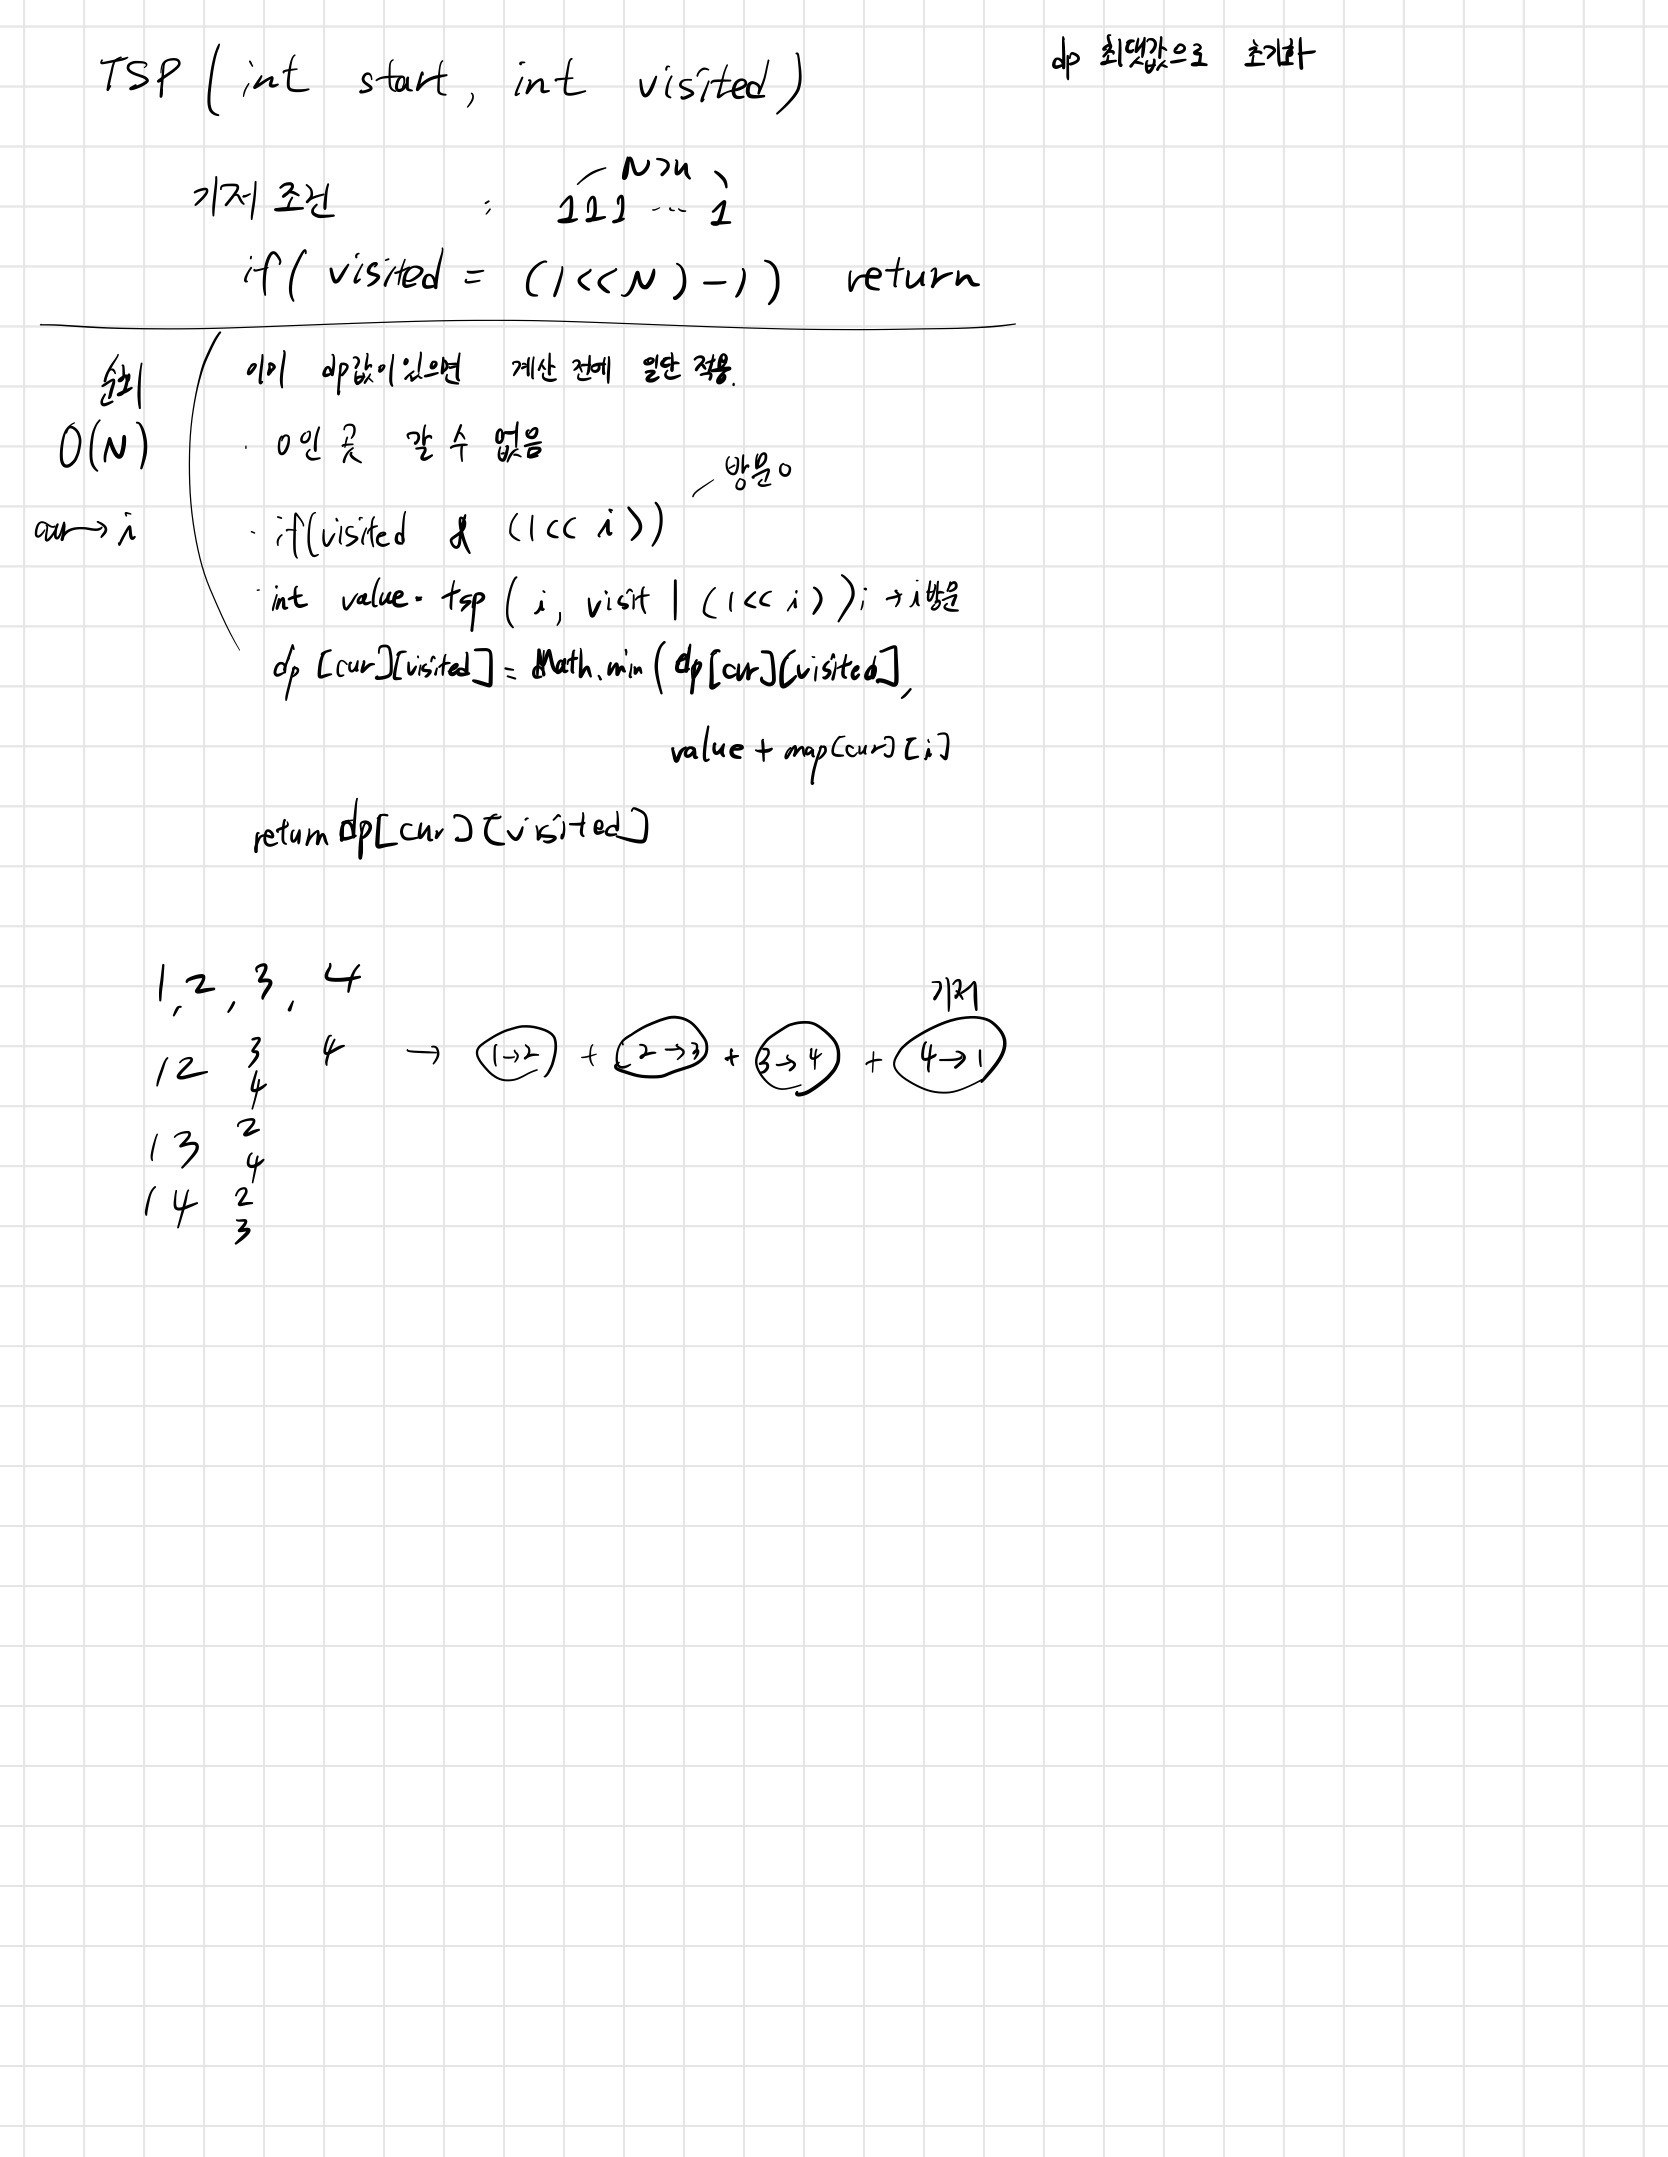 TSP ( int start, int visited )
dp 최댓값으로 초기화
N개
기저 조건 : 111 ... 1
if( visited = (1<<N)-1) return
순회
O(N)
cur→i
이미 dp값이 있으면 계산 전에 일단 적용.
· 0인 곳 갈 수 없음
방문o
· if(visited & (1<< i))
· int value = tsp ( i, visit | (1<< i)); → i 방문
dp [cur][visited] = Math.min ( dp[cur][visited],
value + map[cur][i]
return dp[cur][visited]
1, 2, 3, 4
기저
12 3 4 → 1→2 + 2→3 + 3→4 + 4→1
4
13 2
4
14 2
3